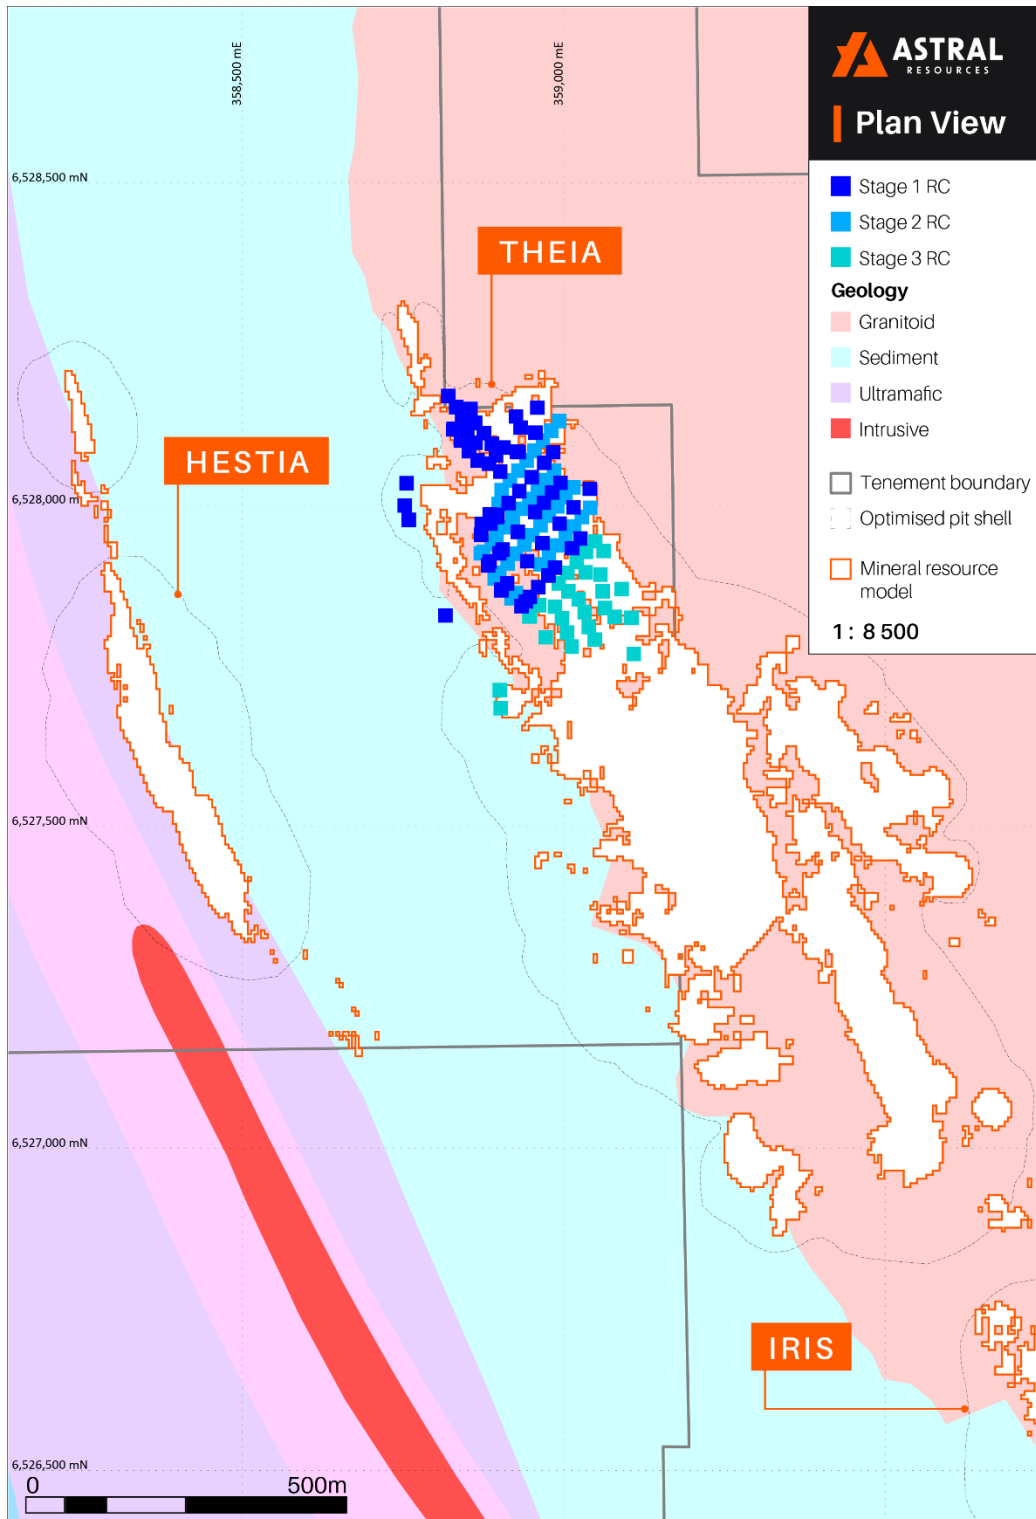 358,500 mE
359,000 mE
ASTRAL
RESOURCES
Plan View
6,528,500 mN
Stage 1 RC
Stage 2 RC
Stage 3 RC
Geology
Granitoid
Sediment
Ultramafic
Intrusive
Tenement boundary
Optimised pit shell
Mineral resource
model
1 : 8 500
THEIA
HESTIA
6,528,000 mN
6,527,500 mN
6,527,000 mN
IRIS
6,526,500 mN
0
500m